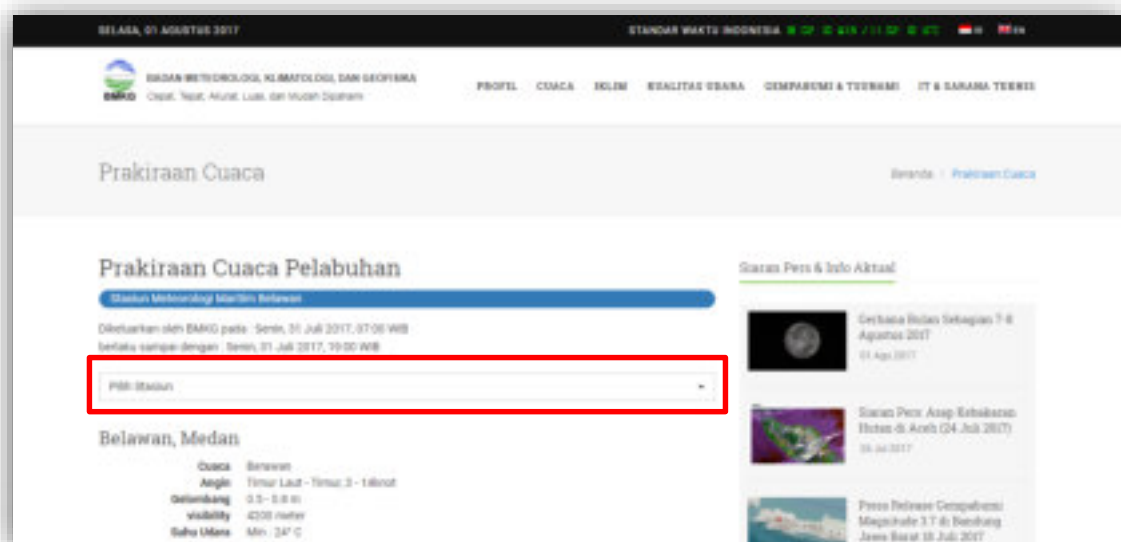 SELASA, 01 AGUSTUS 2017
STANDAR WAKTU INDONESIA
ID
EN
BMKG
BADAN METEOROLOGI, KLIMATOLOGI, DAN GEOFISIKA
Cepat, Tepat, Akurat, Luas, dan Mudah Dipahami
PROFIL CUACA IKLIM KUALITAS UDARA GEMPABUMI & TSUNAMI IT & SARANA TEKNIS
Prakiraan Cuaca
Beranda / Prakiraan Cuaca
Prakiraan Cuaca Pelabuhan
Stasiun Meteorologi Maritim Belawan
Dikeluarkan oleh BMKG pada : Senin, 31 Juli 2017, 07:00 WIB
berlaku sampai dengan : Senin, 31 Juli 2017, 19:00 WIB
Pilih Stasiun
Belawan, Medan
Cuaca Berawan
Angin Timur Laut - Timur, 3 -
Gelombang 0.5 - 0.8 m
visibility meter
Suhu Udara Min : 24° C
Siaran Pers & Info Aktual
Gerhana Bulan Sebagian 7-8
Agustus 2017
01 Agu 2017
Siaran Pers: Asap Kebakaran
Hutan di Aceh (24 Juli 2017)
Jul 2017
Press Release Gempabumi
Magnitude 3.7 di Bandung
Jawa Barat 18 Juli 2017